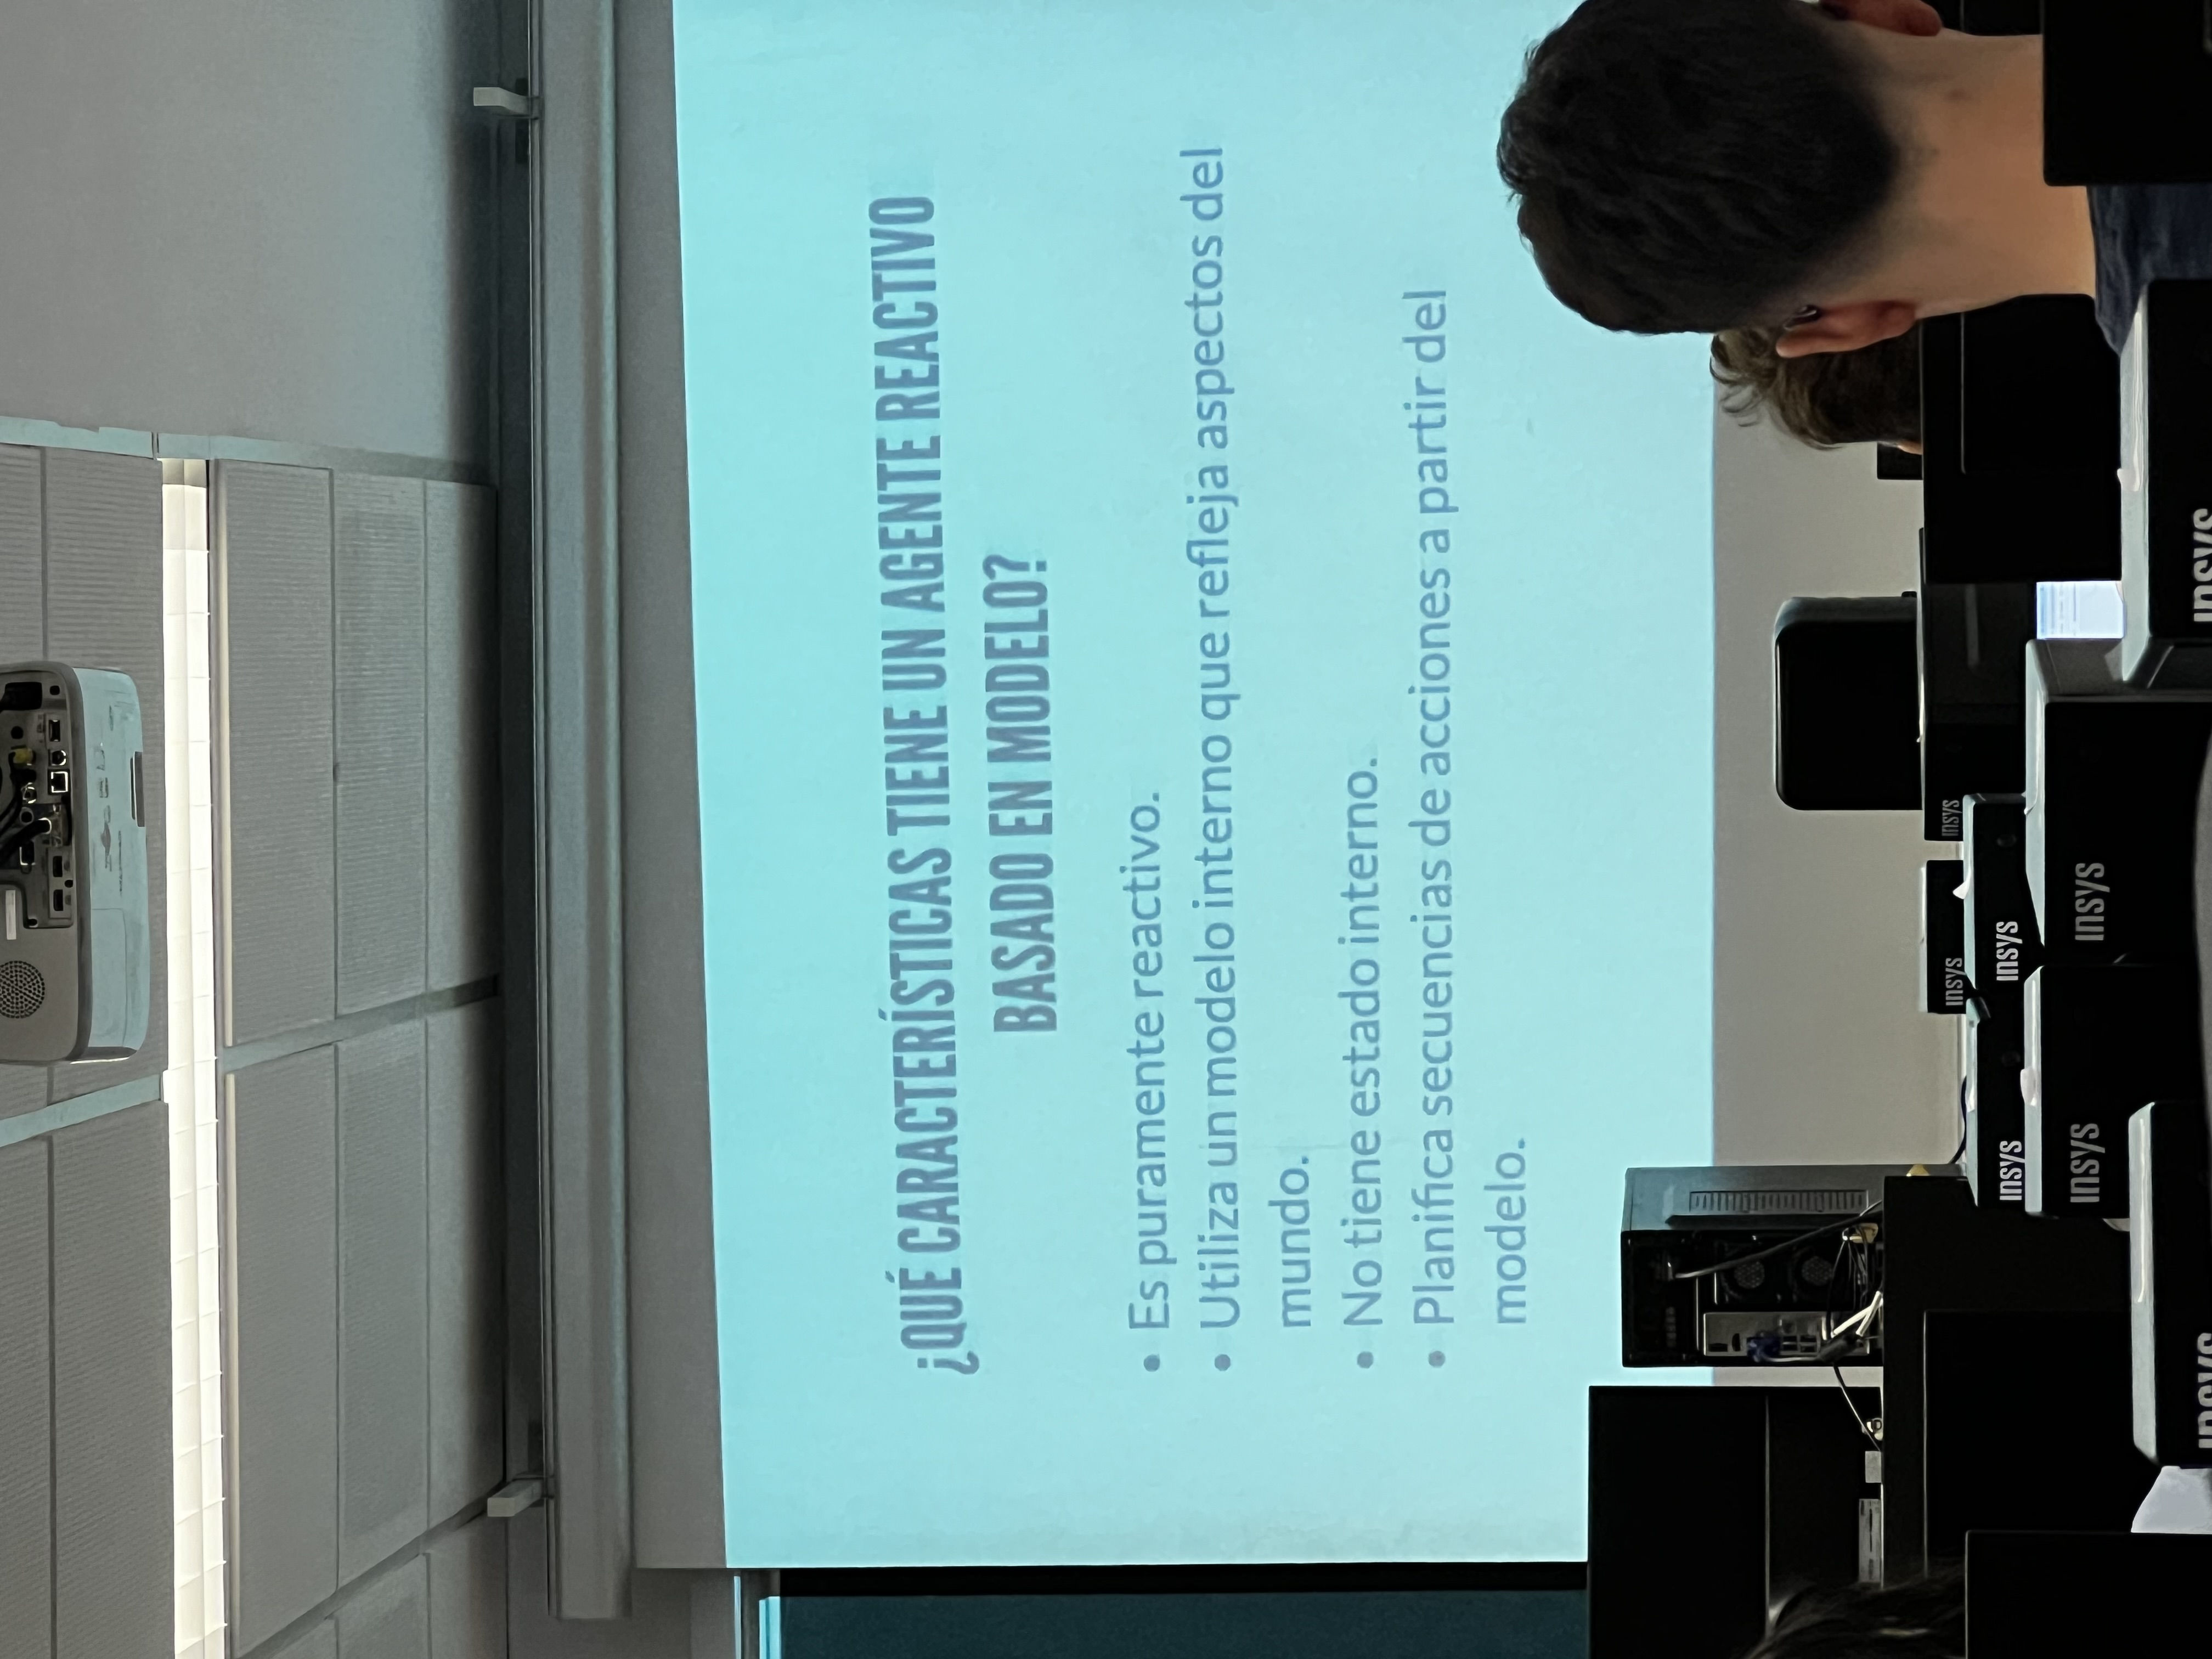 ¿QUÉ CARACTERÍSTICAS TIENE UN AGENTE REACTIVO
BASADO EN MODELO?
• Es puramente reactivo.
• Utiliza un modelo interno que refleja aspectos del
mundo.
• No tiene estado interno.
• Planifica secuencias de acciones a partir del
modelo.
insys
insys
insys
insys
insys
insys
insys
insys